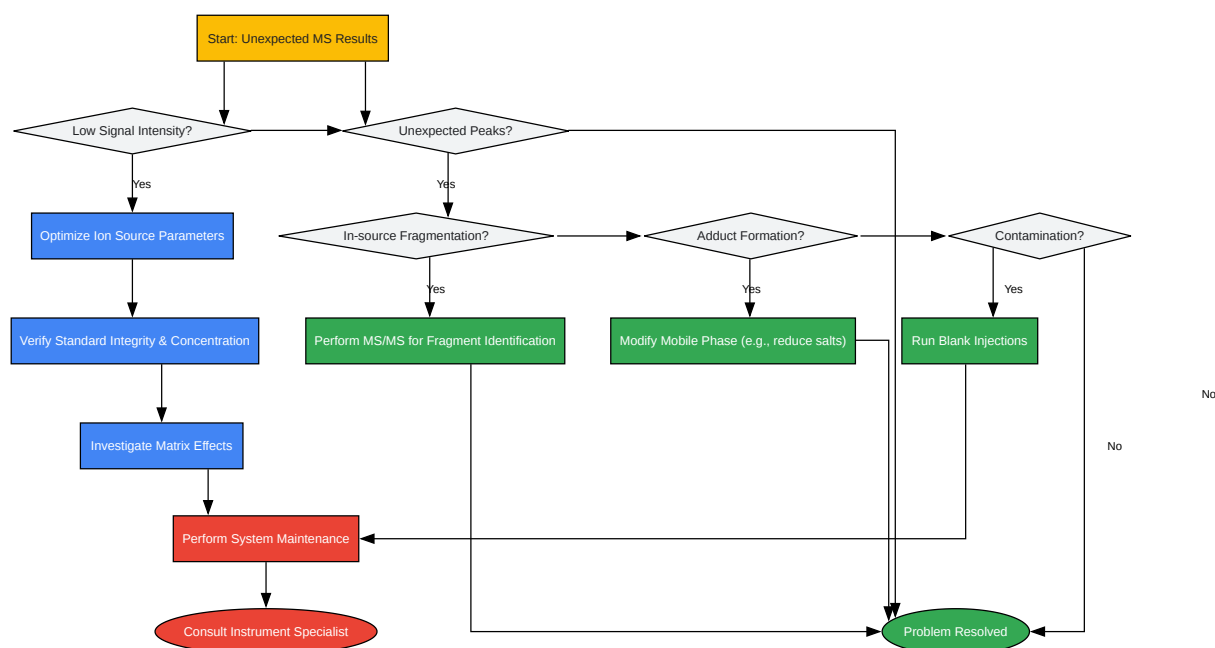 Start: Unexpected MS Results
Low Signal Intensity?
Unexpected Peaks?
Yes
Yes
Optimize Ion Source Parameters
In-source Fragmentation?
Adduct Formation?
Contamination?
Yes
Yes
Yes
Verify Standard Integrity & Concentration
Perform MS/MS for Fragment Identification
Modify Mobile Phase (e.g., reduce salts)
Run Blank Injections
No
Investigate Matrix Effects
No
Perform System Maintenance
Consult Instrument Specialist
Problem Resolved